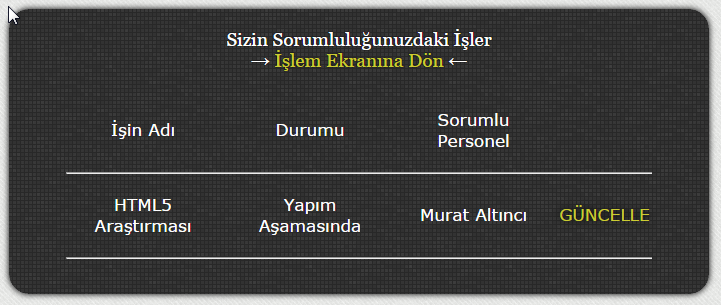 Sizin Sorumluluğunuzdaki İşler
→ İşlem Ekranına Dön ←
İşin Adı Durumu Sorumlu Personel
HTML5 Araştırması Yapım Aşamasında Murat Altıncı GÜNCELLE